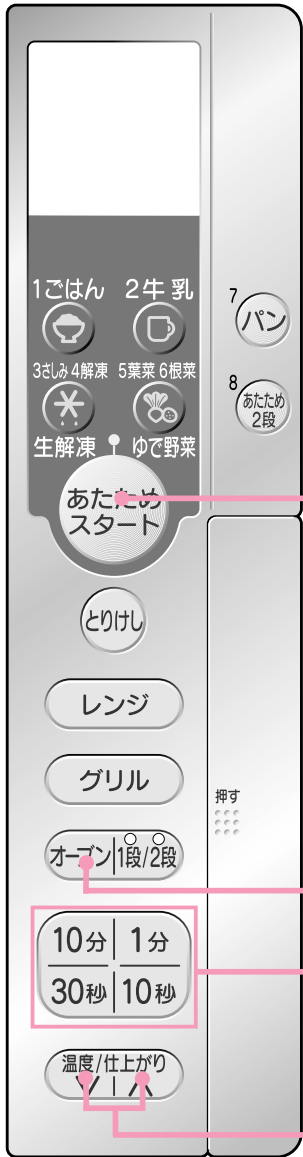 1ごはん 2牛乳
3さしみ 4解凍 5葉菜 6根菜
生解凍 ゆで野菜
7
パン
8
あたため
2段
あたため
スタート
とりけし
レンジ
グリル
オーブン 1段/2段
押す
10分 1分
30秒 10秒
温度/仕上がり